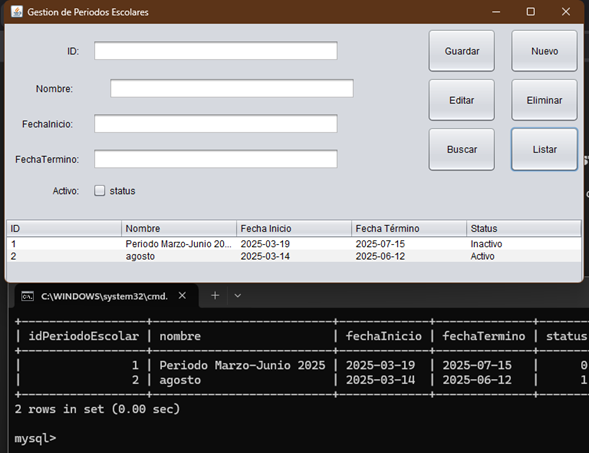 Gestion de Periodos Escolares
ID:
Guardar
Nuevo
Nombre:
Editar
Eliminar
FechaInicio:
FechaTermino:
Buscar
Listar
Activo: status
ID Nombre Fecha Inicio Fecha Término Status
1 Periodo Marzo-Junio 20... 2025-03-19 2025-07-15 Inactivo
2 agosto 2025-03-14 2025-06-12 Activo
C:\WINDOWS\system32\cmd.
+----------------+----------------------------+-------------+--------------+--------
| idPeriodoEscolar | nombre | fechaInicio | fechaTermino | status
| 1 | Periodo Marzo-Junio 2025 | 2025-03-19 | 2025-07-15 | 0
| 2 | agosto | 2025-03-14 | 2025-06-12 | 1
2 rows in set (0.00 sec)
mysql>